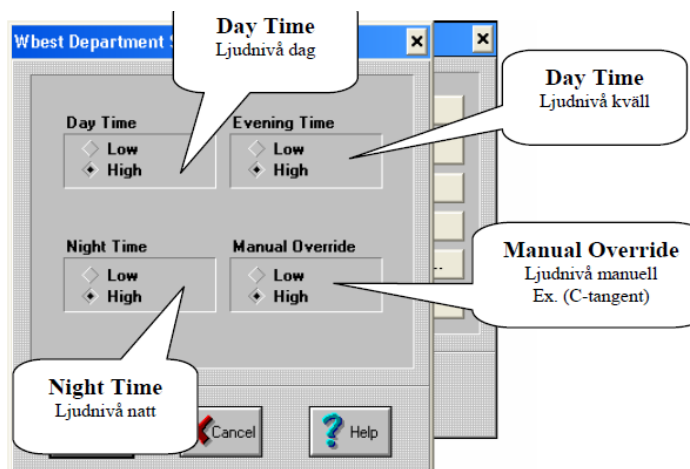 Wbest Department S
Day Time
Ljudnivå dag
Day Time
Ljudnivå kväll
Day Time
Evening Time
Low
Low
High
High
Night Time
Manual Override
Low
Low
High
High
Manual Override
Ljudnivå manuell
Ex. (C-tangent)
..
Night Time
Ljudnivå natt
Cancel
Help